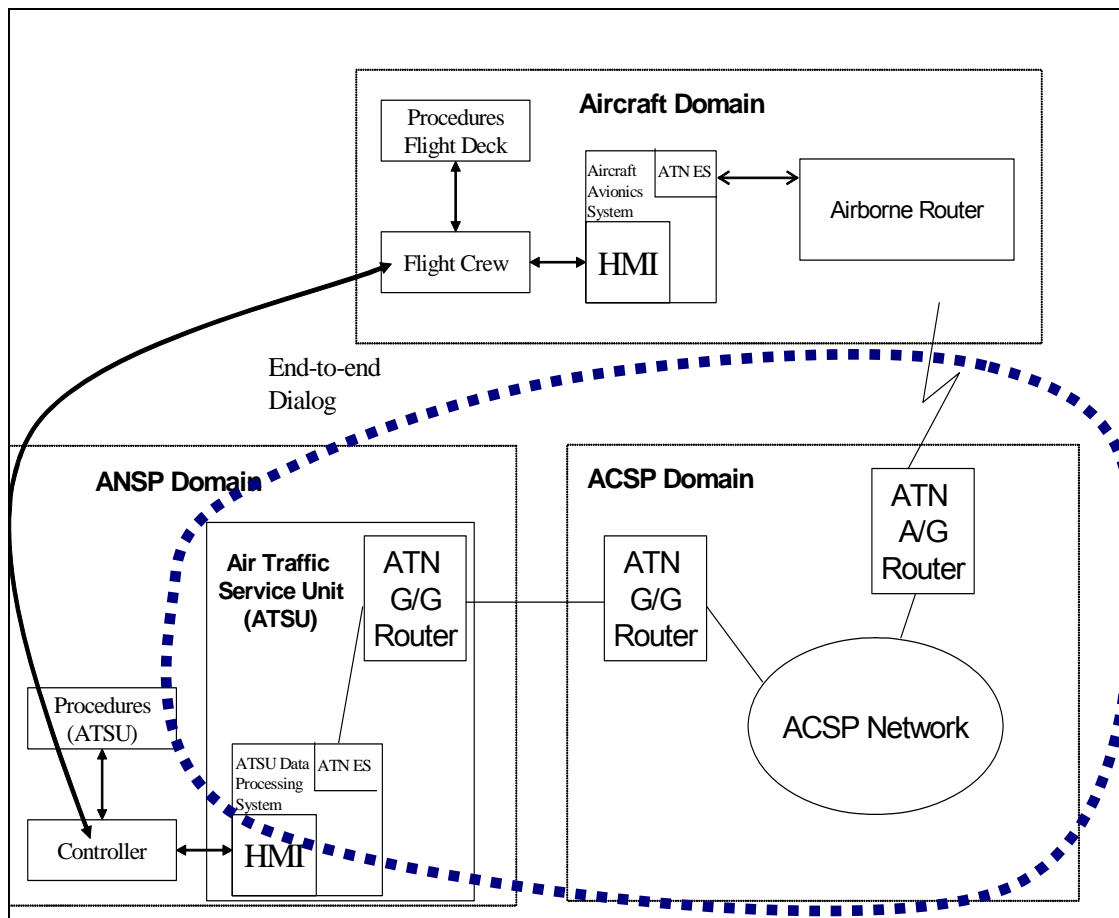 Aircraft Domain
Procedures
Flight Deck
Aircraft
Avionics
System
ATN ES
HMI
Flight Crew
Airborne Router
End-to-end
Dialog
ANSP Domain
Air Traffic
Service Unit
(ATSU)
ATN
G/G
Router
Procedures
(ATSU)
Controller
ATSU Data
Processing
System
ATN ES
HMI
ACSP Domain
ATN
G/G
Router
ATN
A/G
Router
ACSP Network